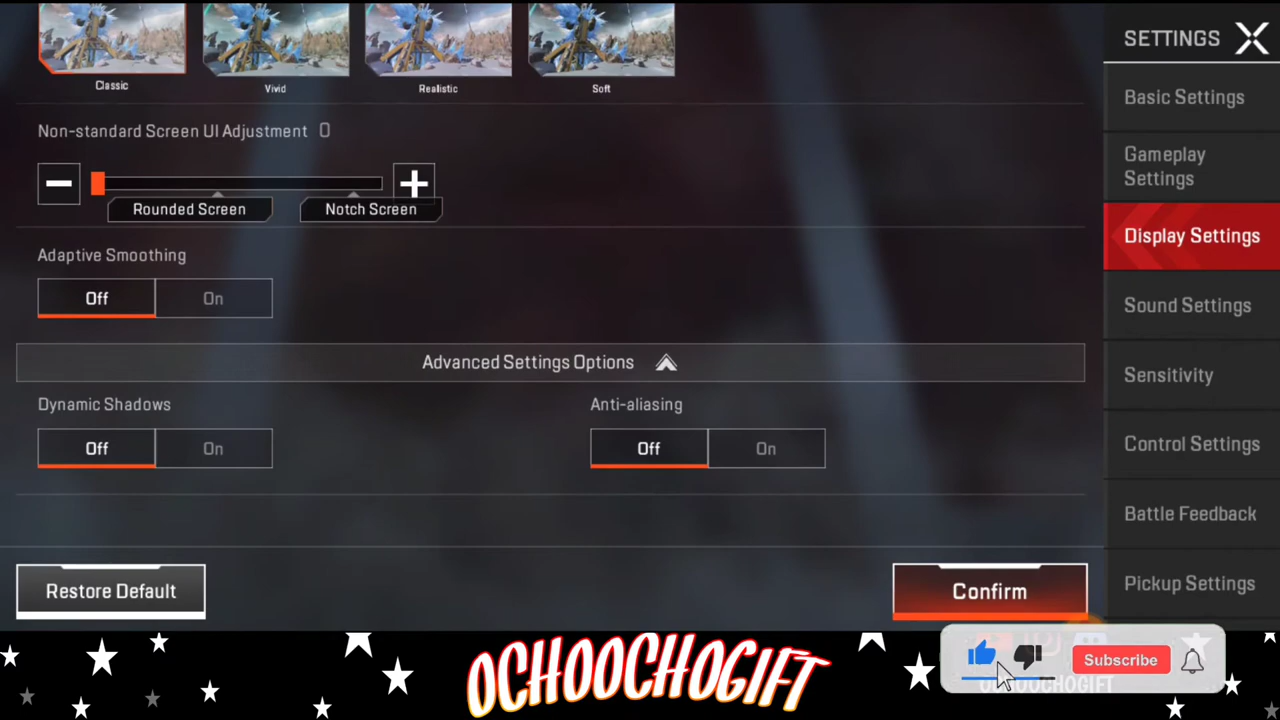 Classic
Vivid
Realistic
Soft
Non-standard Screen UI Adjustment 0
Rounded Screen
Notch Screen
Adaptive Smoothing
Off
On
Advanced Settings Options
Dynamic Shadows
Off
On
Anti-aliasing
Off
On
Restore Default
Confirm
SETTINGS
Basic Settings
Gameplay
Settings
Display Settings
Sound Settings
Sensitivity
Control Settings
Battle Feedback
Pickup Settings
OCHOOCHOGIFT
Subscribe
OCHOOCHOGIFT